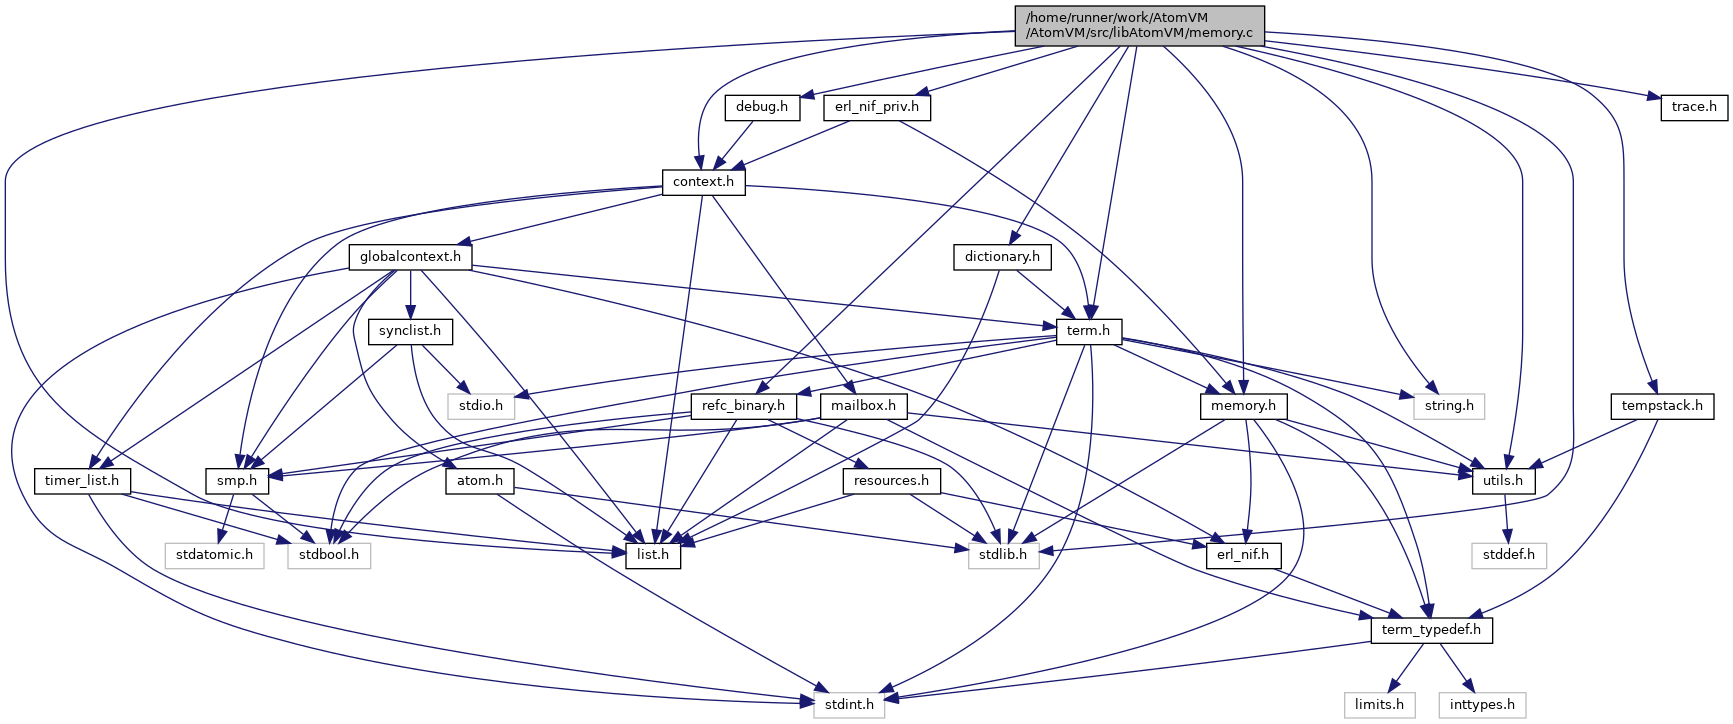 /home/runner/work/AtomVM
/AtomVM/src/libAtomVM/memory.c
debug.h
erl_nif_priv.h
trace.h
context.h
globalcontext.h
dictionary.h
synclist.h
term.h
stdio.h
refc_binary.h
mailbox.h
memory.h
string.h
tempstack.h
timer_list.h
smp.h
atom.h
resources.h
utils.h
stdatomic.h
stdbool.h
list.h
stdlib.h
erl_nif.h
stddef.h
term_typedef.h
stdint.h
limits.h
inttypes.h